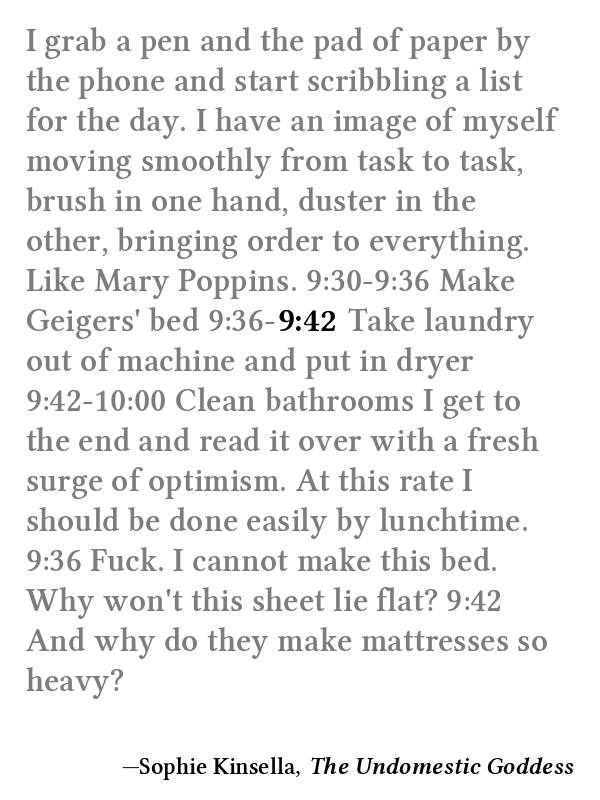 I grab a pen and the pad of paper by
the phone and start scribbling a list
for the day. I have an image of myself
moving smoothly from task to task,
brush in one hand, duster in the
other, bringing order to everything.
Like Mary Poppins. 9:30-9:36 Make
Geigers' bed 9:36-9:42 Take laundry
out of machine and put in dryer
9:42-10:00 Clean bathrooms I get to
the end and read it over with a fresh
surge of optimism. At this rate I
should be done easily by lunchtime.
9:36 Fuck. I cannot make this bed.
Why won't this sheet lie flat? 9:42
And why do they make mattresses so
heavy?
—Sophie Kinsella, The Undomestic Goddess